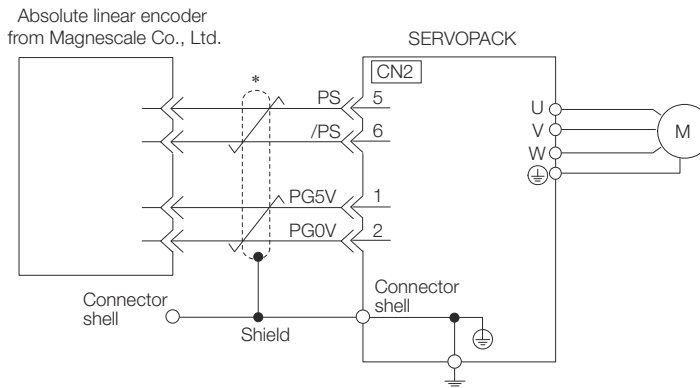 Absolute linear encoder
from Magnescale Co., Ltd.
SERVOPACK
CN2
*
PS 5
/PS 6
PG5V 1
PG0V 2
U
V
W
M
Connector
shell
Shield
Connector
shell